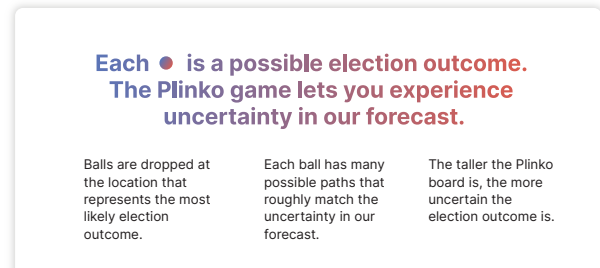 Each is a possible election outcome.
The Plinko game lets you experience
uncertainty in our forecast.
Balls are dropped at
the location that
represents the most
likely election
outcome.
Each ball has many
possible paths that
roughly match the
uncertainty in our
forecast.
The taller the Plinko
board is, the more
uncertain the
election outcome is.